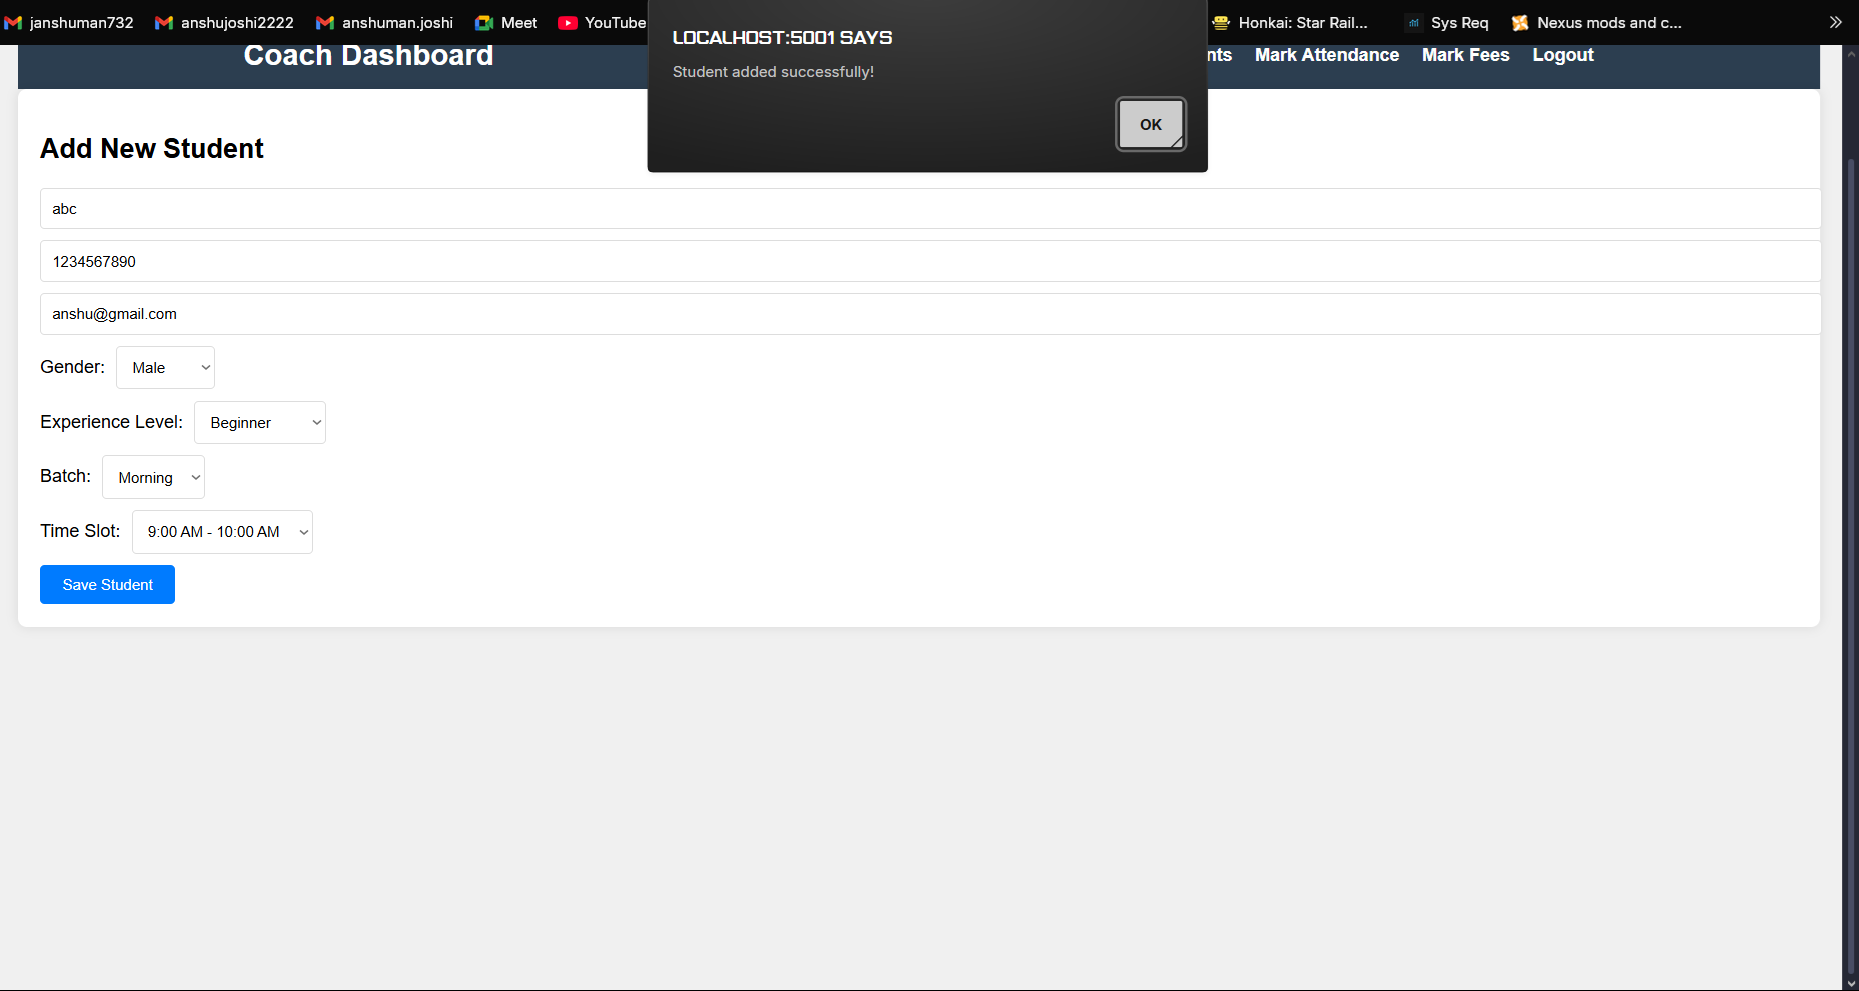 janshuman732 anshujoshi2222 anshuman.joshi Meet YouTube Honkai: Star Rail... Sys Req Nexus mods and c...
LOCALHOST:5001 SAYS
Student added successfully!
OK
Coach Dashboard nts Mark Attendance Mark Fees Logout
Add New Student
abc
1234567890
anshu@gmail.com
Gender: Male
Experience Level: Beginner
Batch: Morning
Time Slot: 9:00 AM - 10:00 AM
Save Student